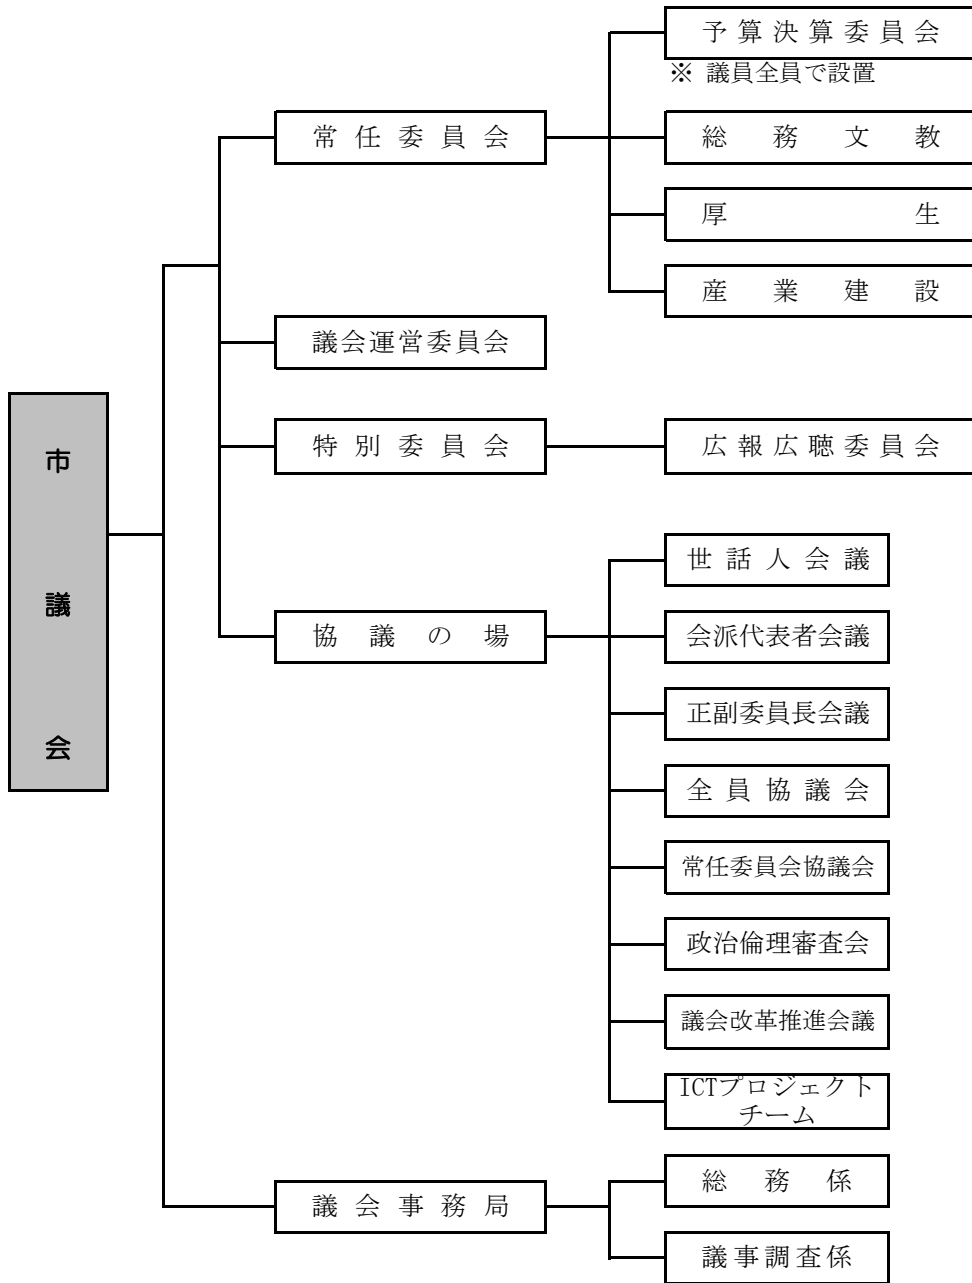 市議会
常任委員会
予算決算委員会
※ 議員全員で設置
総務文教
厚生
産業建設
議会運営委員会
特別委員会
広報広聴委員会
協議の場
世話人会議
会派代表者会議
正副委員長会議
全員協議会
常任委員会協議会
政治倫理審査会
議会改革推進会議
ICTプロジェクト
チーム
議会事務局
総務係
議事調査係